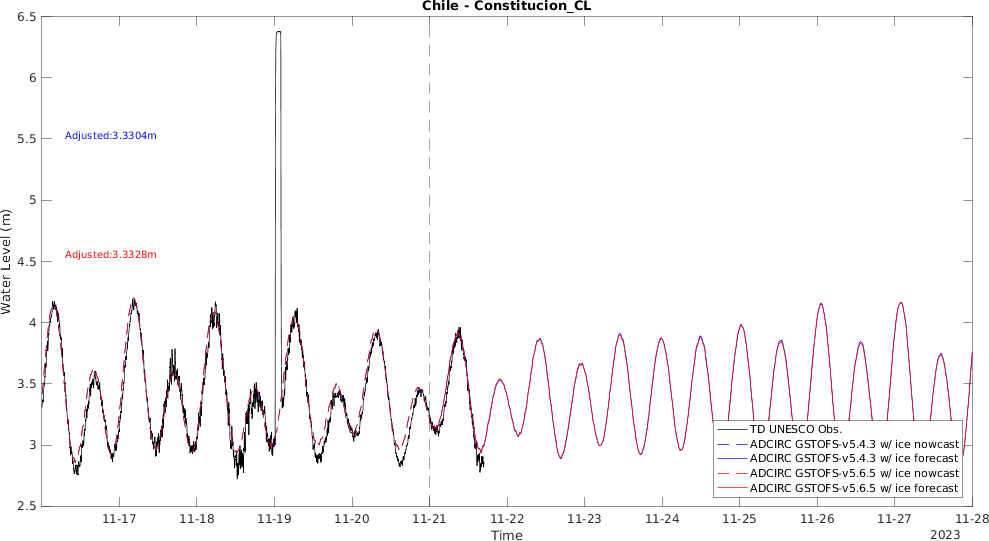 Chile - Constitucion_CL
6.5
6
5.5
5
4.5
4
3.5
3
2.5
Water Level (m)
Adjusted:3.3304m
Adjusted:3.3328m
TD UNESCO Obs.
ADCIRC GSTOFS-v5.4.3 w/ ice nowcast
ADCIRC GSTOFS-v5.4.3 w/ ice forecast
ADCIRC GSTOFS-v5.6.5 w/ ice nowcast
ADCIRC GSTOFS-v5.6.5 w/ ice forecast
11-17 11-18 11-19 11-20 11-21 11-22 11-23 11-24 11-25 11-26 11-27 11-28
Time
2023